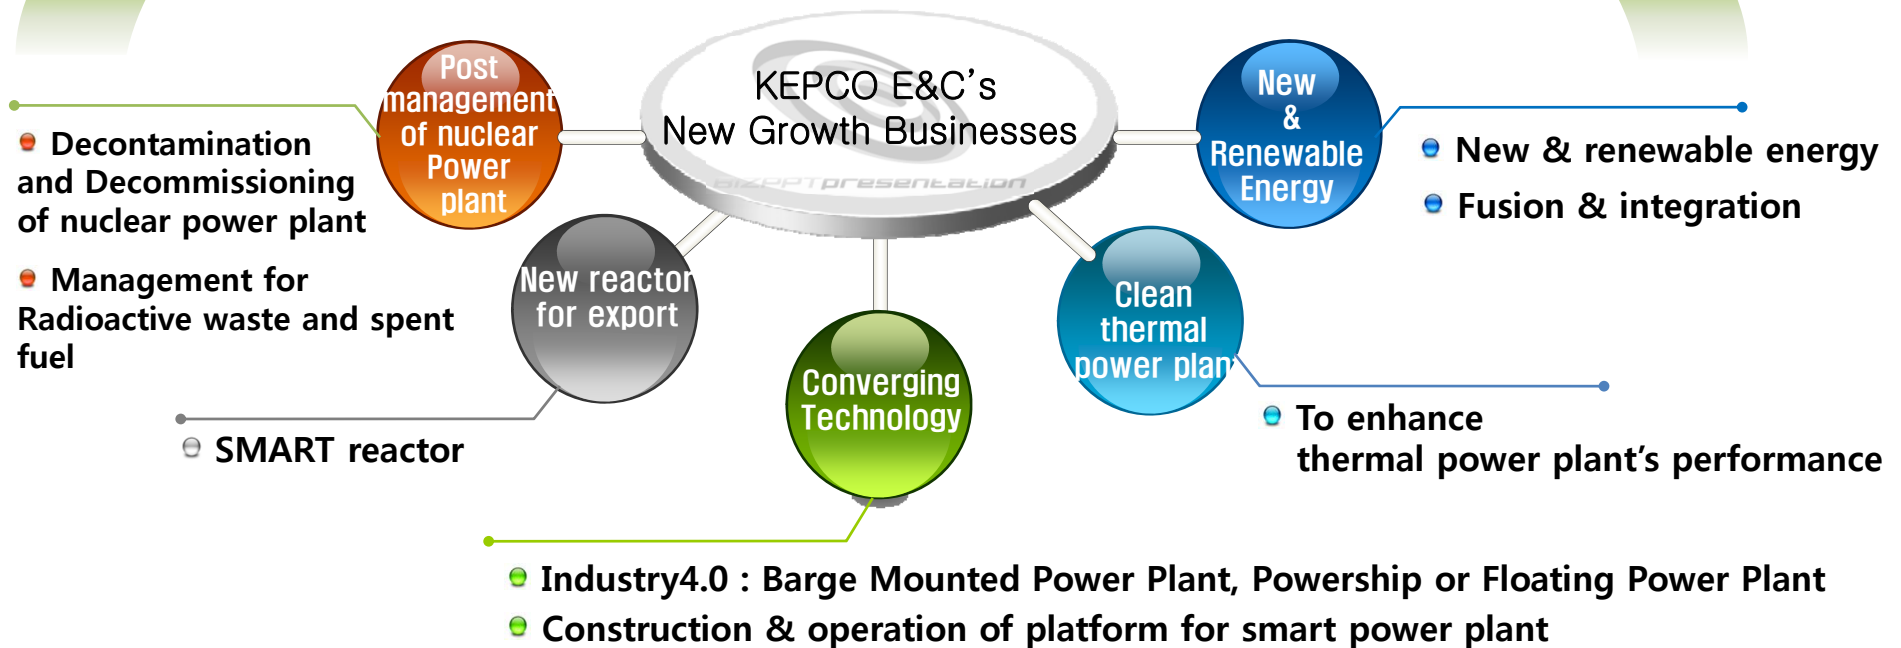 KEPCO E&C's
New Growth Businesses
BIZPPTpresentation
Post
management
of nuclear
Power
plant
Decontamination
and Decommissioning
of nuclear power plant
Management for
Radioactive waste and spent
fuel
New reactor
for export
SMART reactor
Converging
Technology
Industry4.0 : Barge Mounted Power Plant, Powership or Floating Power Plant
Construction & operation of platform for smart power plant
Clean
thermal
power plant
To enhance
thermal power plant's performance
New
&
Renewable
Energy
New & renewable energy
Fusion & integration